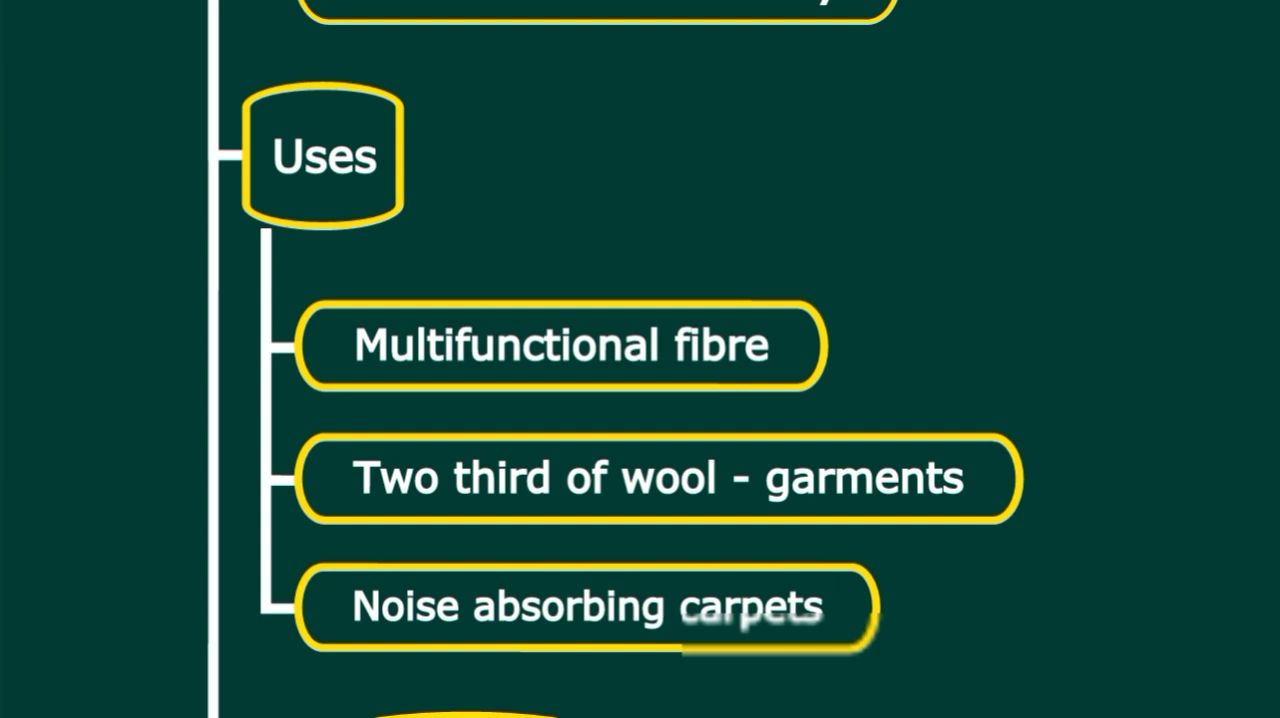 Uses
Multifunctional fibre
Two third of wool - garments
Noise absorbing carpets